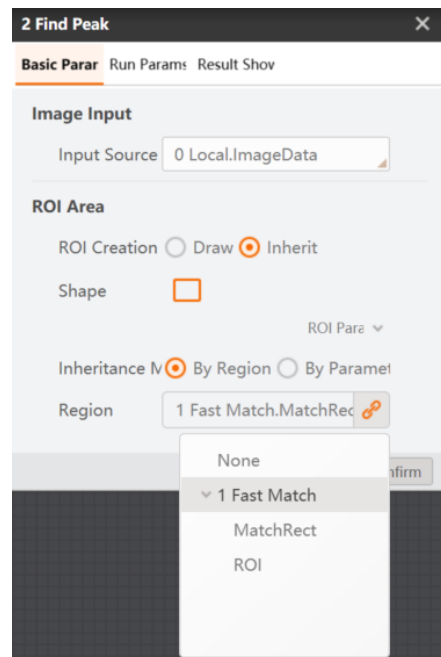 2 Find Peak
Basic Parar Run Params Result Shov
Image Input
Input Source 0 Local.ImageData
ROI Area
ROI Creation Draw Inherit
Shape
ROI Para
Inheritance M By Region By Paramet
Region 1 Fast Match.MatchRec
None
nfirm
1 Fast Match
MatchRect
ROI